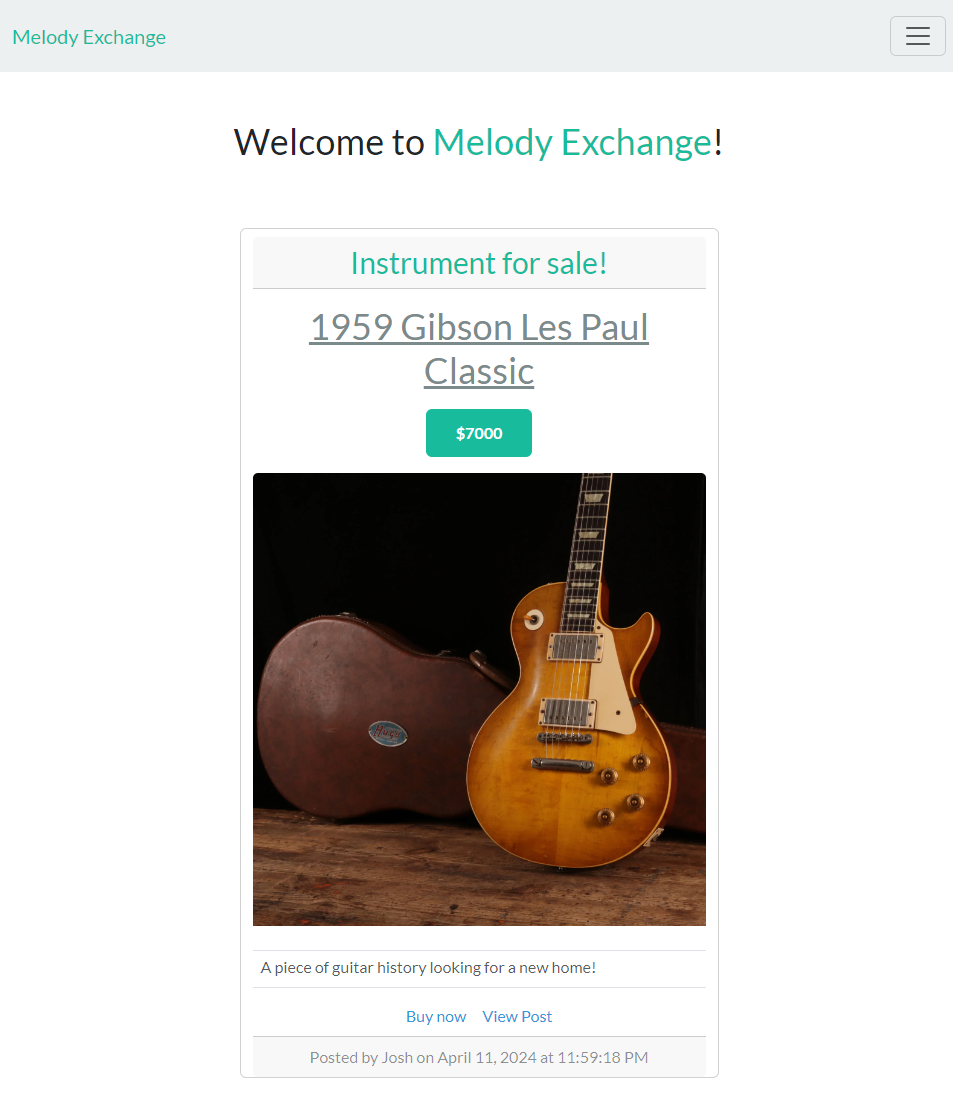 Melody Exchange
Welcome to Melody Exchange!
Instrument for sale!
1959 Gibson Les Paul
Classic
$7000
A piece of guitar history looking for a new home!
Buy now View Post
Posted by Josh on April 11, 2024 at 11:59:18 PM